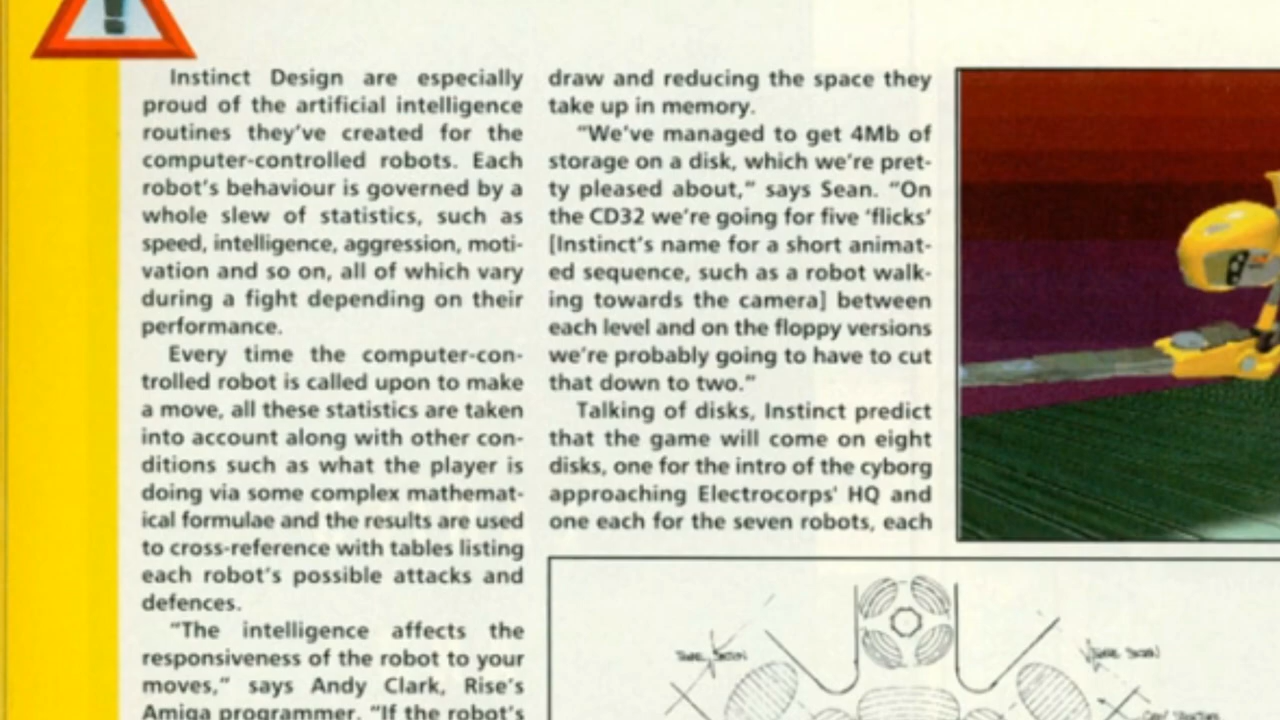 Instinct Design are especially
proud of the artificial intelligence
routines they've created for the
computer-controlled robots. Each
robot's behaviour is governed by a
whole slew of statistics, such as
speed, intelligence, aggression, moti-
vation and so on, all of which vary
during a fight depending on their
performance.
Every time the computer-con-
trolled robot is called upon to make
a move, all these statistics are taken
into account along with other con-
ditions such as what the player is
doing via some complex mathemat-
ical formulae and the results are used
to cross-reference with tables listing
each robot's possible attacks and
defences.
"The intelligence affects the
responsiveness of the robot to your
moves," says Andy Clark, Rise's
Amiga programmer. "If the robot's
draw and reducing the space they
take up in memory.
"We've managed to get 4Mb of
storage on a disk, which we're pret-
ty pleased about," says Sean. "On
the CD32 we're going for five 'flicks'
[Instinct's name for a short animat-
ed sequence, such as a robot walk-
ing towards the camera] between
each level and on the floppy versions
we're probably going to have to cut
that down to two."
Talking of disks, Instinct predict
that the game will come on eight
disks, one for the intro of the cyborg
approaching Electrocorps' HQ and
one each for the seven robots, each